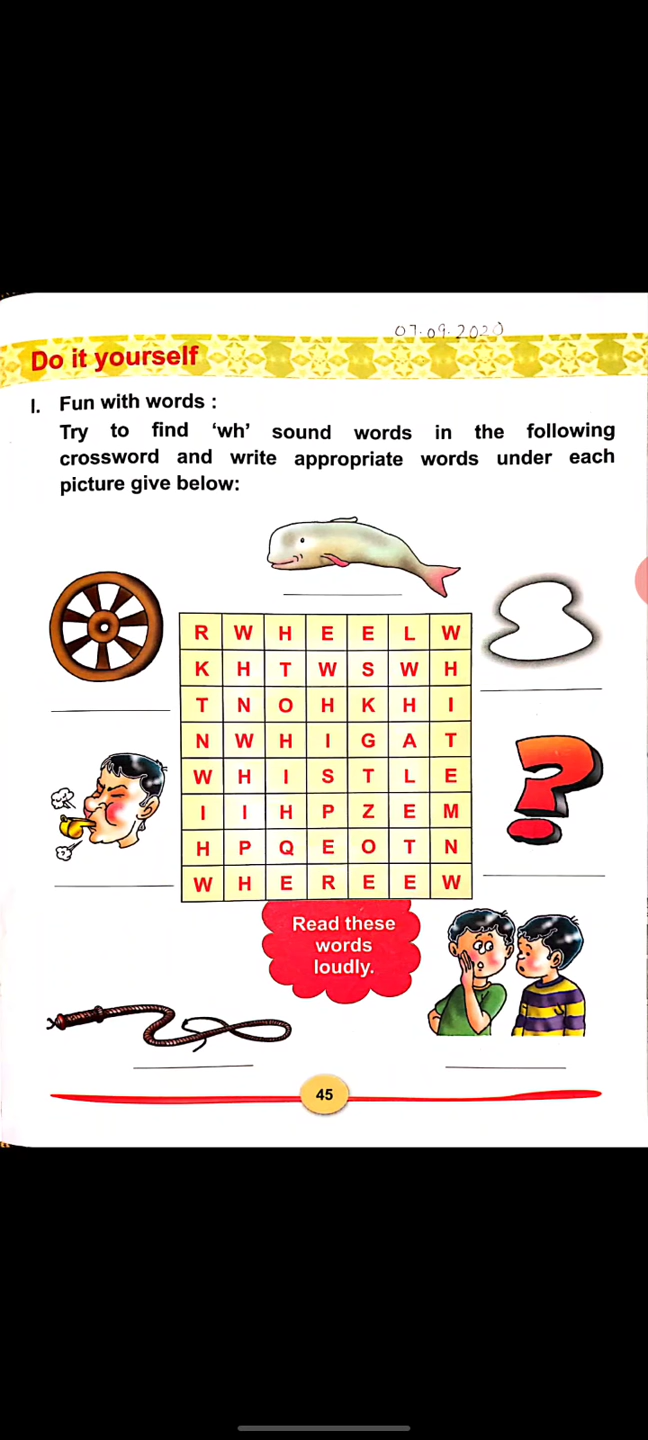 07.09.2020
Do it yourself
I. Fun with words :
Try to find ‘wh’ sound words in the following
crossword and write appropriate words under each
picture give below:
R W H E E L W
K H T W S W H
T N O H K H I
N W H I G A T
W H I S T L E
I I H P Z E M
H P Q E O T N
W H E R E E W
Read these
words
loudly.
45